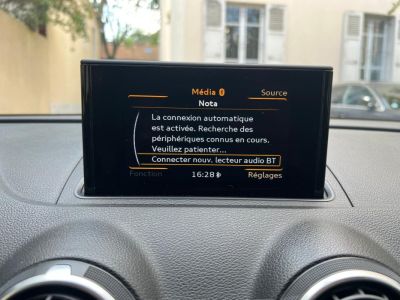 Média
Source
Nota
La connexion automatique
est activée. Recherche des
périphériques connus en cours.
Veuillez patienter...
Connecter nouv. lecteur audio BT
Fonction
16:28
Réglages